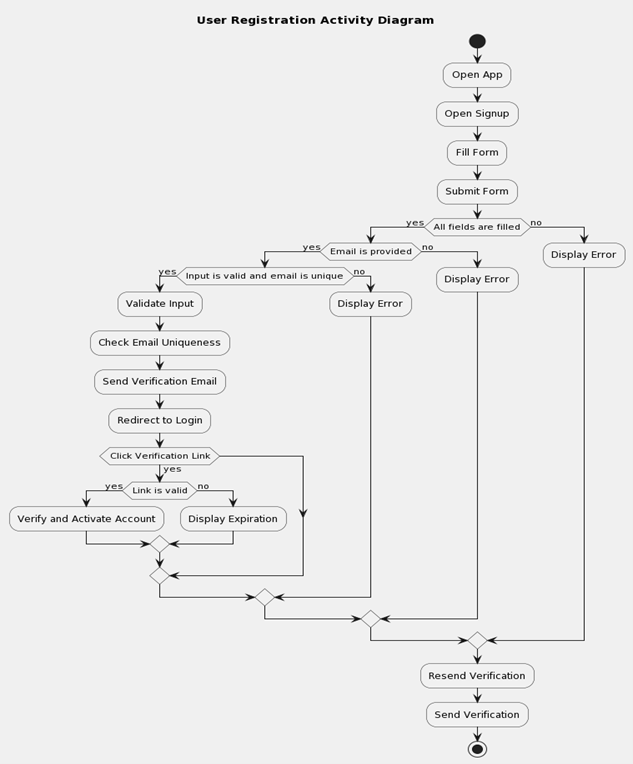 User Registration Activity Diagram
Open App
Open Signup
Fill Form
Submit Form
yes
All fields are filled
no
yes
Email is provided
no
Display Error
yes
Input is valid and email is unique
no
Display Error
Validate Input
Display Error
Check Email Uniqueness
Send Verification Email
Redirect to Login
Click Verification Link
yes
yes
Link is valid
no
Verify and Activate Account
Display Expiration
Resend Verification
Send Verification